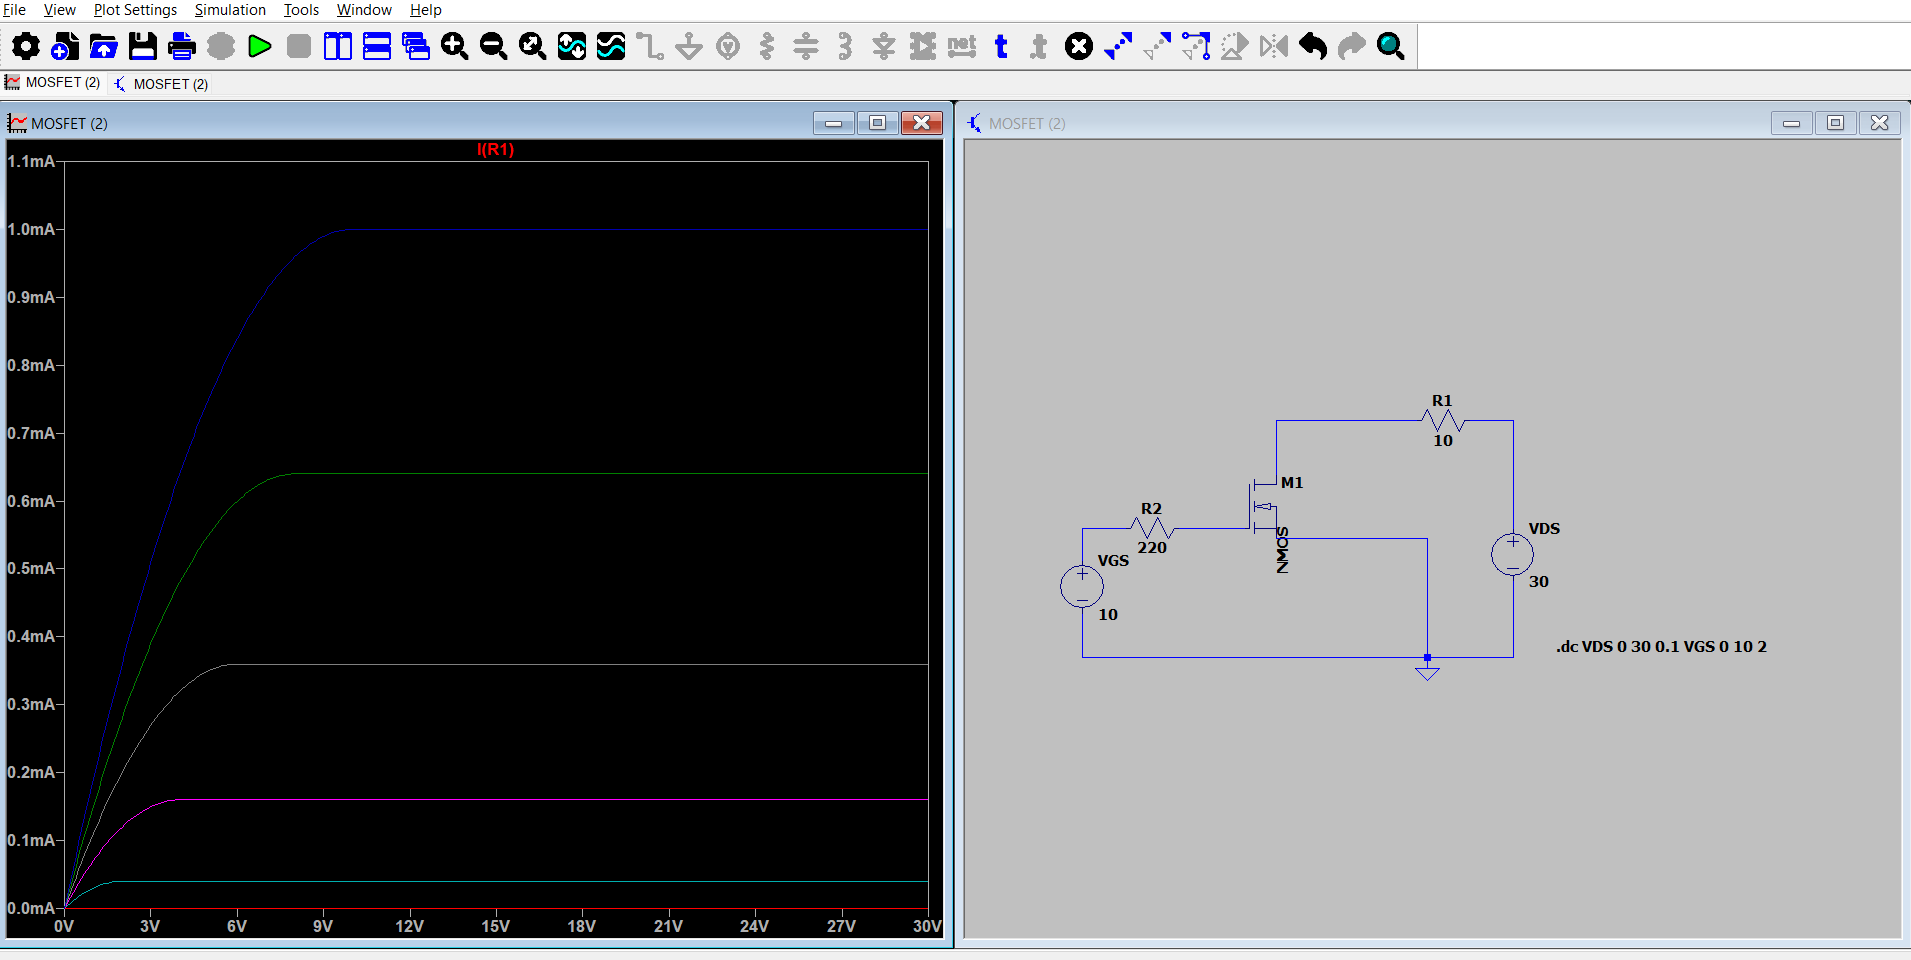 File View Plot Settings Simulation Tools Window Help
net t .t
MOSFET (2) MOSFET (2)
MOSFET (2)
I(R1)
1.1mA
1.0mA
0.9mA
0.8mA
0.7mA
0.6mA
0.5mA
0.4mA
0.3mA
0.2mA
0.1mA
0.0mA
0V 3V 6V 9V 12V 15V 18V 21V 24V 27V 30V
MOSFET (2)
R1
10
M1
NMOS
R2
220
VGS
10
VDS
30
.dc VDS 0 30 0.1 VGS 0 10 2